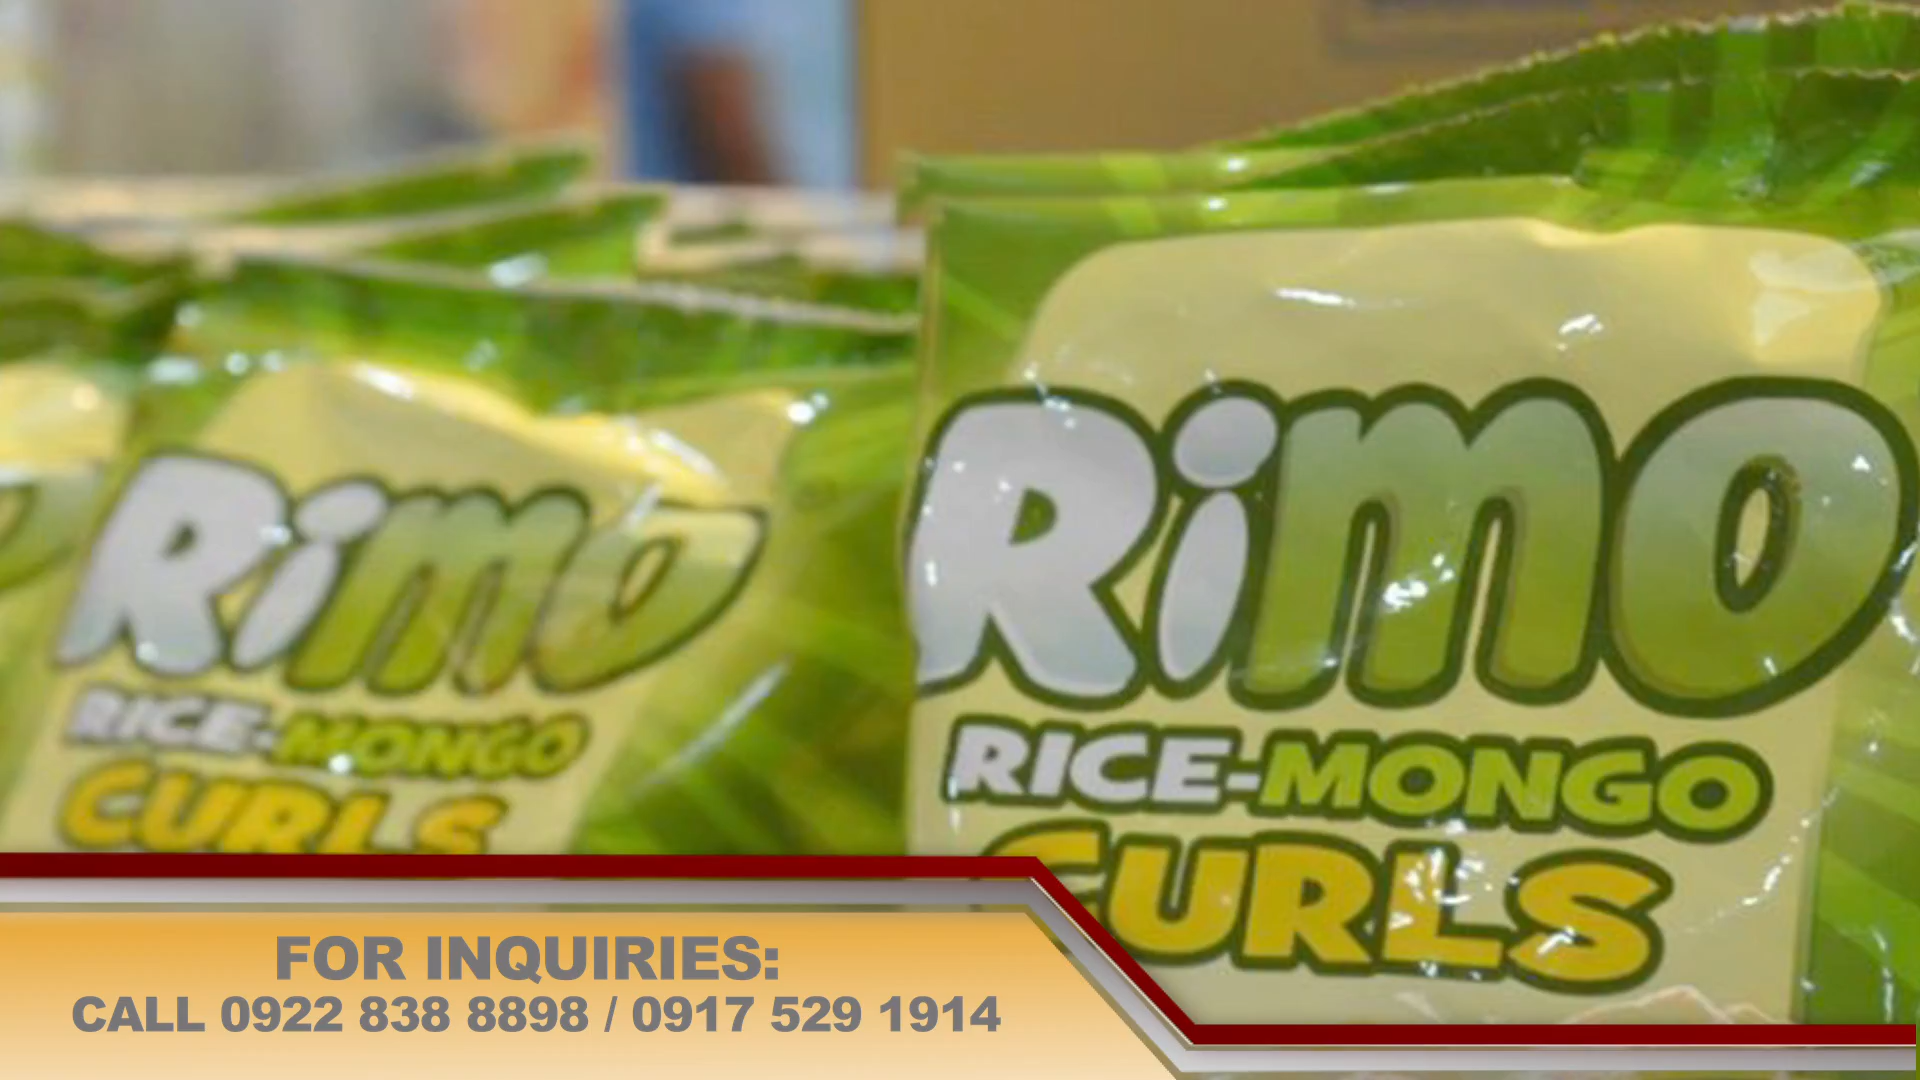 Rimo
RICE-MONGO
CURLS
Rimo
RICE-MONGO
CURLS
FOR INQUIRIES:
CALL 0922 838 8898 / 0917 529 1914